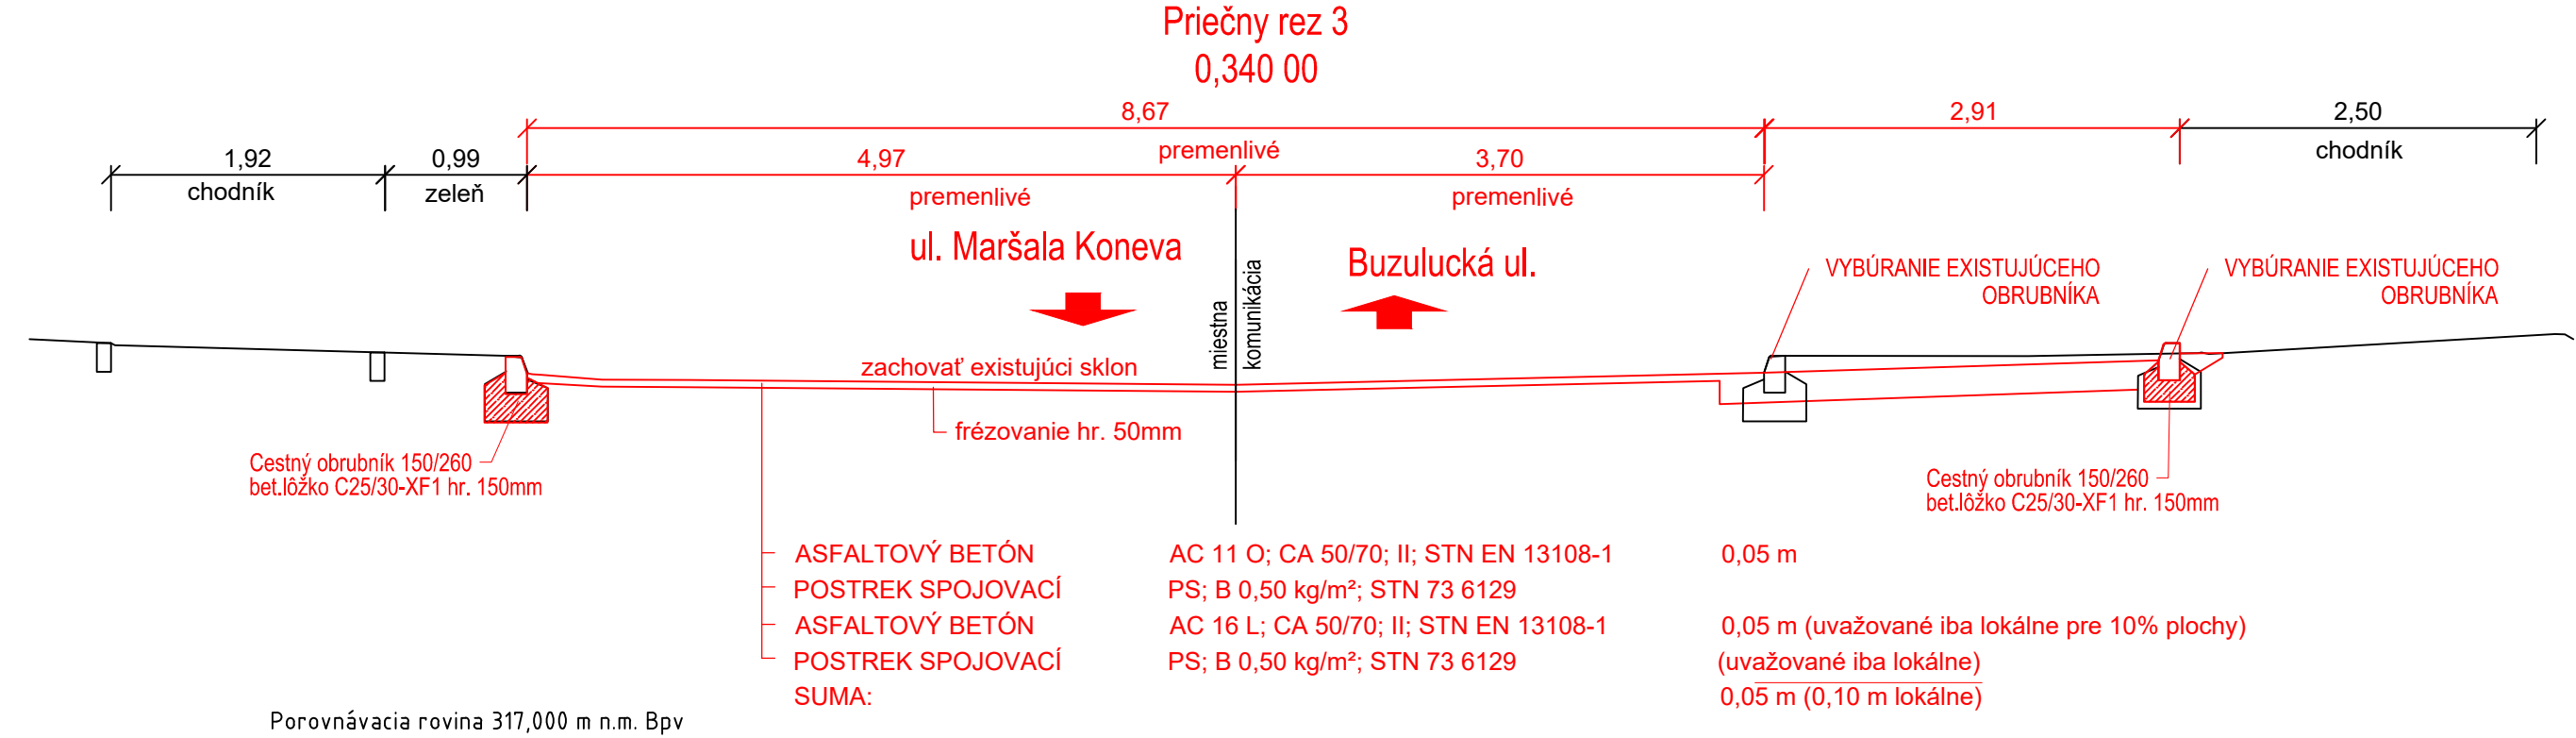 Priečny rez 3
0,340 00
8,67
2,91
2,50
premenlivé
chodník
1,92
0,99
4,97
3,70
chodník
zeleň
premenlivé
premenlivé
ul. Maršala Koneva
Buzulucká ul.
miestna
komunikácia
VYBÚRANIE EXISTUJÚCEHO
OBRUBNÍKA
VYBÚRANIE EXISTUJÚCEHO
OBRUBNÍKA
zachovať existujúci sklon
frézovanie hr. 50mm
Cestný obrubník 150/260
bet.lôžko C25/30-XF1 hr. 150mm
Cestný obrubník 150/260
bet.lôžko C25/30-XF1 hr. 150mm
ASFALTOVÝ BETÓN AC 11 O; CA 50/70; II; STN EN 13108-1 0,05 m
POSTREK SPOJOVACÍ PS; B 0,50 kg/m²; STN 73 6129
ASFALTOVÝ BETÓN AC 16 L; CA 50/70; II; STN EN 13108-1 0,05 m (uvažované iba lokálne pre 10% plochy)
POSTREK SPOJOVACÍ PS; B 0,50 kg/m²; STN 73 6129 (uvažované iba lokálne)
SUMA: 0,05 m (0,10 m lokálne)
Porovnávacia rovina 317,000 m n.m. Bpv